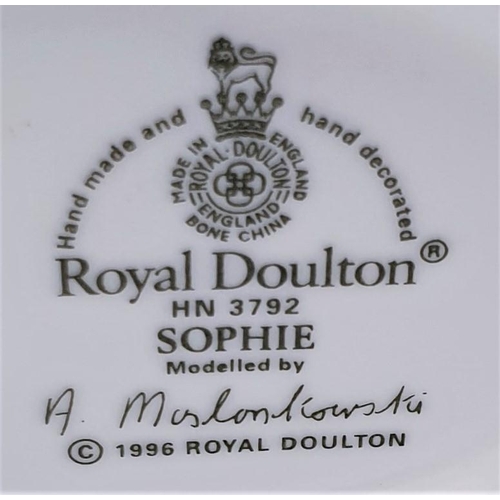 Hand made and hand decorated
MADE IN ENGLAND
ROYAL · DOULTON
ENGLAND
BONE CHINA
Royal Doulton®
HN 3792
SOPHIE
Modelled by
A. Maslankowski
© 1996 ROYAL DOULTON